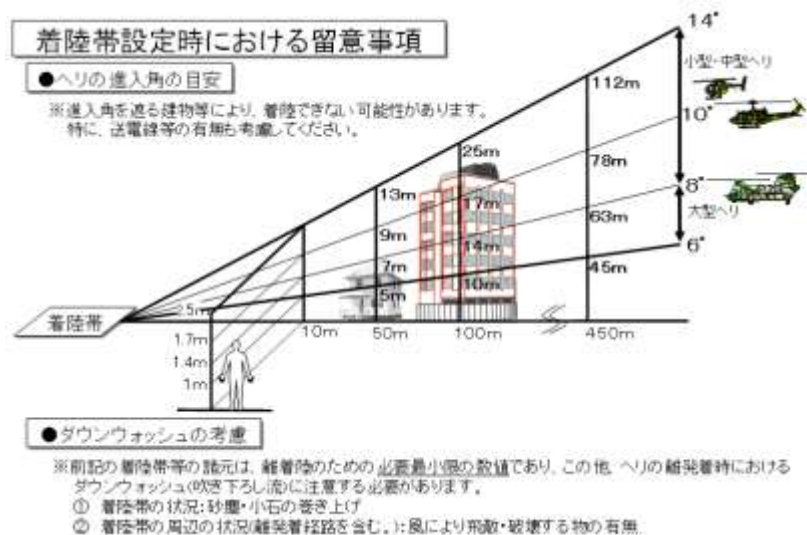 着陸帯設定時における留意事項
●ヘリの進入角の目安
※進入角を遮る建物等により、着陸できない可能性があります。
特に、送電線等の有無も考慮してください。
14°
小型・中型ヘリ
10°
8°
大型ヘリ
6°
112m
78m
63m
45m
25m
17m
14m
10m
13m
9m
7m
5m
2.5m
1.7m
1.4m
1m
着陸帯
10m
50m
100m
450m
●ダウンウォッシュの考慮
※前記の着陸帯等の諸元は、離着陸のための必要最小限の数値であり、この他、ヘリの離発着時における
ダウンウォッシュ(吹き下ろし流)に注意する必要があります。
① 着陸帯の状況:砂塵・小石の巻き上げ
② 着陸帯の周辺の状況(離発着経路を含む。):風により飛散・破壊する物の有無